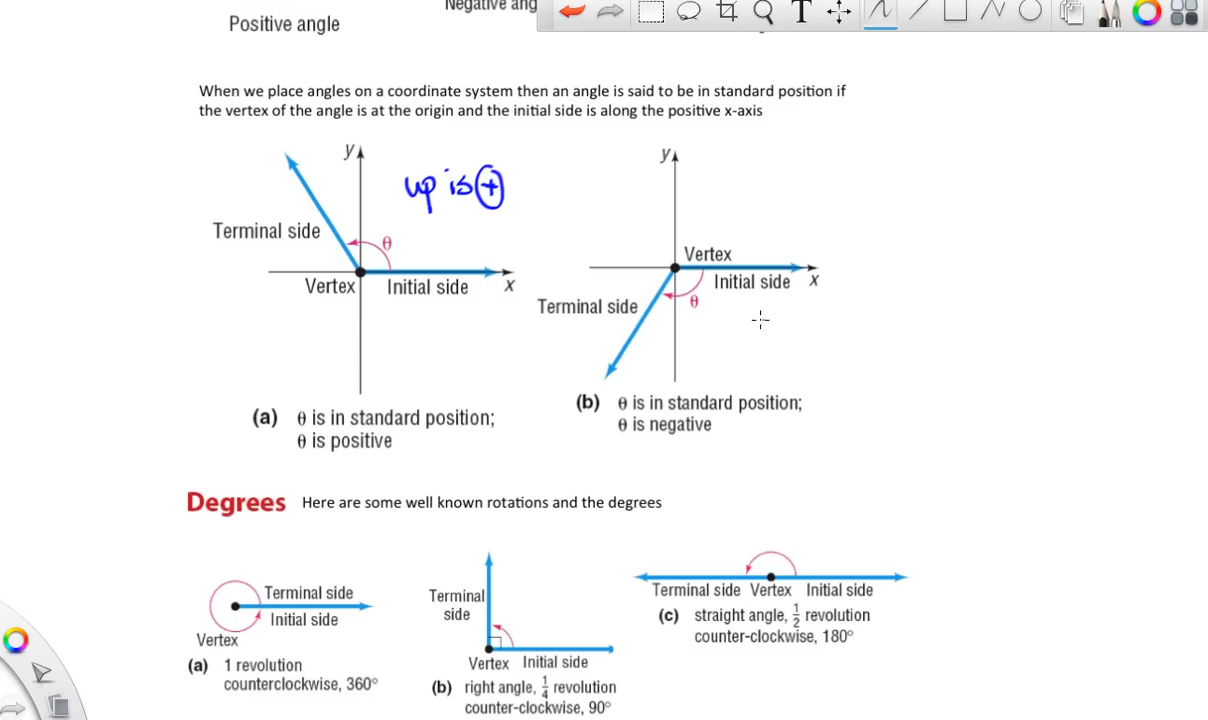 Negative ang
Positive angle
T
When we place angles on a coordinate system then an angle is said to be in standard position if
the vertex of the angle is at the origin and the initial side is along the positive x-axis
y
up is +
Terminal side
θ
Vertex
Initial side
x
y
Vertex
Initial side
x
Terminal side
θ
(a) θ is in standard position;
θ is positive
(b) θ is in standard position;
θ is negative
Degrees Here are some well known rotations and the degrees
Terminal side
Initial side
Vertex
(a) 1 revolution
counterclockwise, 360°
Terminal
side
Vertex Initial side
(b) right angle, 1/4 revolution
counter-clockwise, 90°
Terminal side Vertex Initial side
(c) straight angle, 1/2 revolution
counter-clockwise, 180°